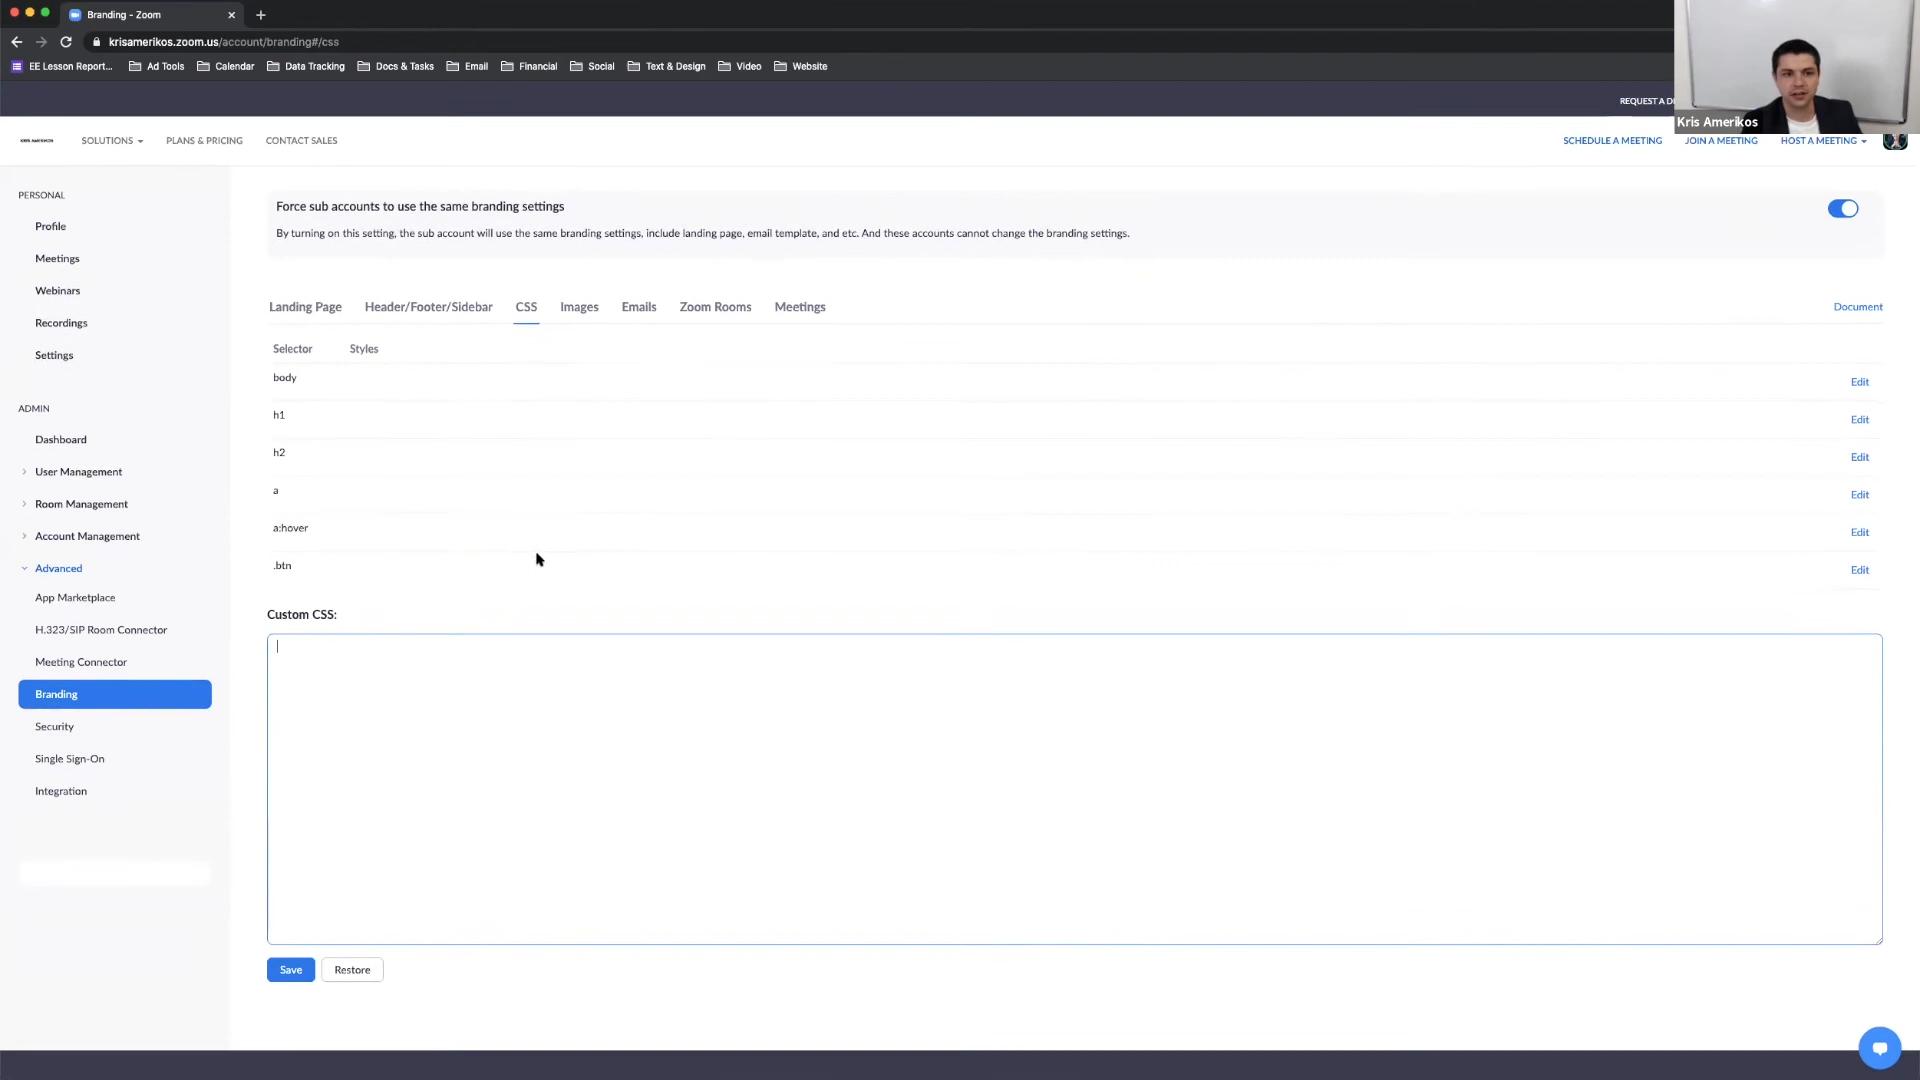 Branding - Zoom
krisamerikos.zoom.us/account/branding#/css
EE Lesson Report... Ad Tools Calendar Data Tracking Docs & Tasks Email Financial Social Text & Design Video Website
REQUEST A D
Kris Amerikos
KRIS AMERIKOS SOLUTIONS PLANS & PRICING CONTACT SALES SCHEDULE A MEETING JOIN A MEETING HOST A MEETING
PERSONAL
Profile
Meetings
Webinars
Recordings
Settings
ADMIN
Dashboard
User Management
Room Management
Account Management
Advanced
App Marketplace
H.323/SIP Room Connector
Meeting Connector
Branding
Security
Single Sign-On
Integration
Force sub accounts to use the same branding settings
By turning on this setting, the sub account will use the same branding settings, include landing page, email template, and etc. And these accounts cannot change the branding settings.
Landing Page Header/Footer/Sidebar CSS Images Emails Zoom Rooms Meetings Document
Selector Styles
body Edit
h1 Edit
h2 Edit
a Edit
a:hover Edit
.btn Edit
Custom CSS:
Save Restore